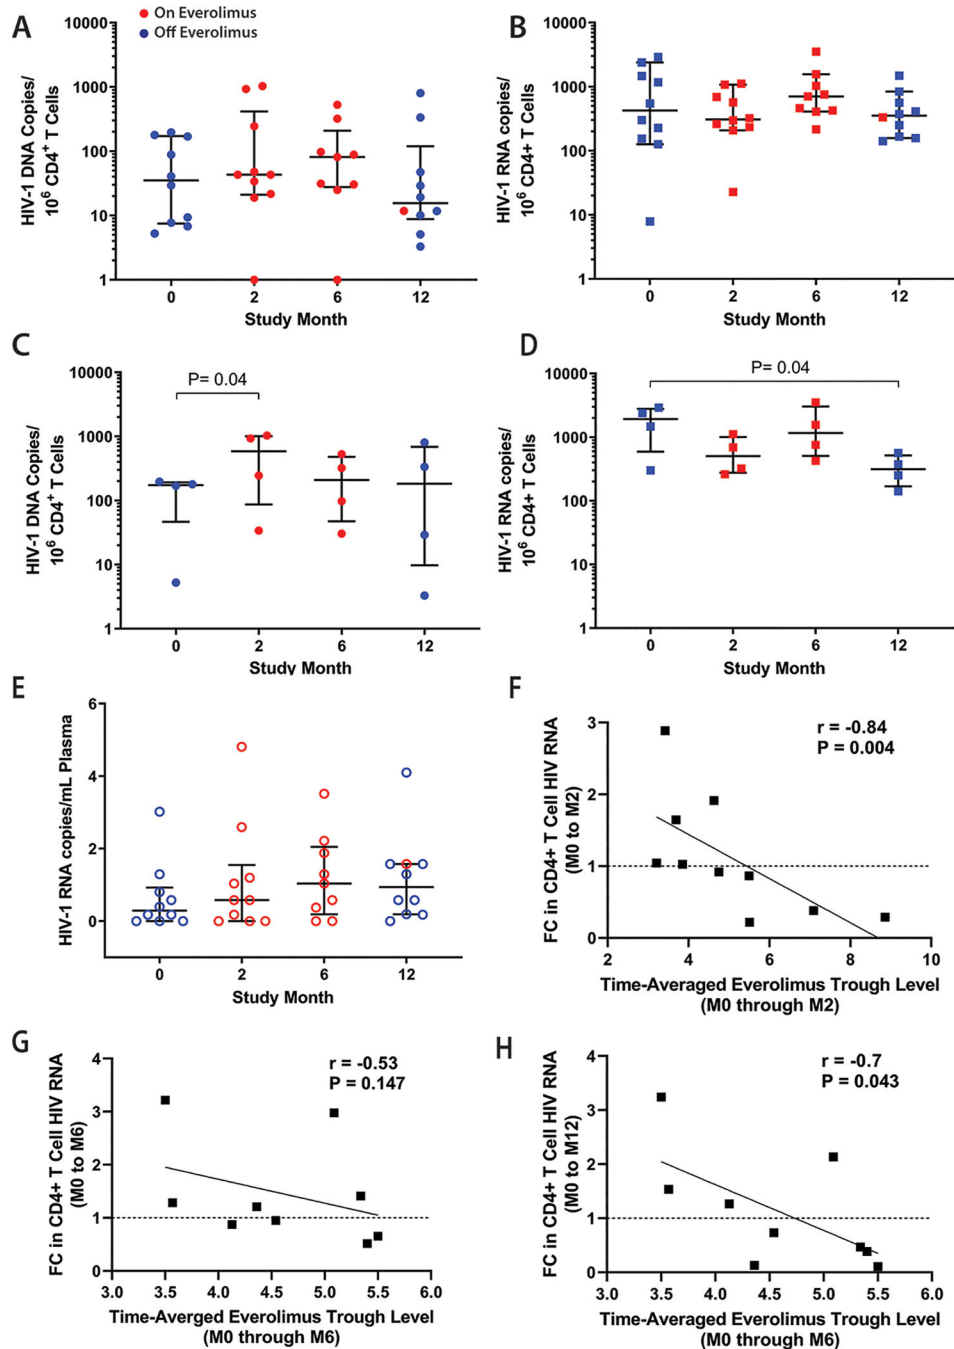 A
On Everolimus
Off Everolimus
HIV-1 DNA Copies/
10⁶ CD4⁺ T Cells
10000
1000
100
10
1
0
2
6
12
Study Month
B
HIV-1 RNA Copies/
10⁶ CD4+ T Cells
10000
1000
100
10
1
0
2
6
12
Study Month
C
HIV-1 DNA Copies/
10⁶ CD4⁺ T Cells
10000
1000
100
10
1
P= 0.04
0
2
6
12
Study Month
D
HIV-1 RNA copies/
10⁶ CD4+ T Cells
10000
1000
100
10
1
P= 0.04
0
2
6
12
Study Month
E
HIV-1 RNA copies/mL Plasma
6
4
2
0
0
2
6
12
Study Month
F
FC in CD4+ T Cell HIV RNA
(M0 to M2)
3
2
1
0
r = -0.84
P = 0.004
2
4
6
8
10
Time-Averaged Everolimus Trough Level
(M0 through M2)
G
FC in CD4+ T Cell HIV RNA
(M0 to M6)
4
3
2
1
0
r = -0.53
P = 0.147
3.0
3.5
4.0
4.5
5.0
5.5
6.0
Time-Averged Everolimus Trough Level
(M0 through M6)
H
FC in CD4+ T Cell HIV RNA
(M0 to M12)
4
3
2
1
0
r = -0.7
P = 0.043
3.0
3.5
4.0
4.5
5.0
5.5
6.0
Time-Averaged Everolimus Trough Level
(M0 through M6)